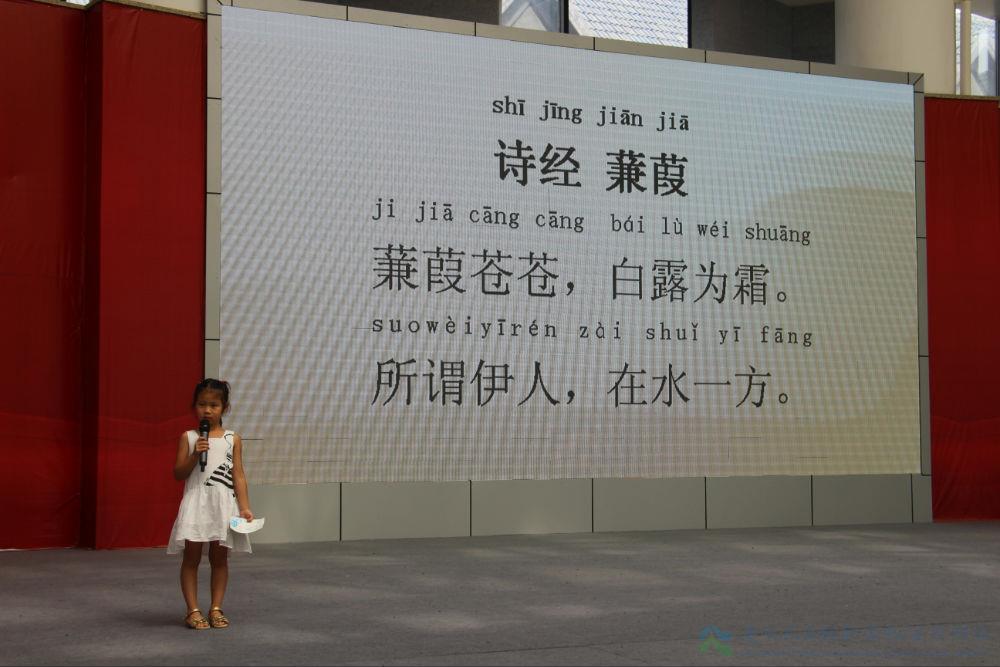 shī jīng jiān jiā
诗经 蒹葭
ji jiā cāng cāng bái lù wéi shuāng
蒹葭苍苍，白露为霜。
suowèiyīrén zài shuǐ yī fāng
所谓伊人，在水一方。